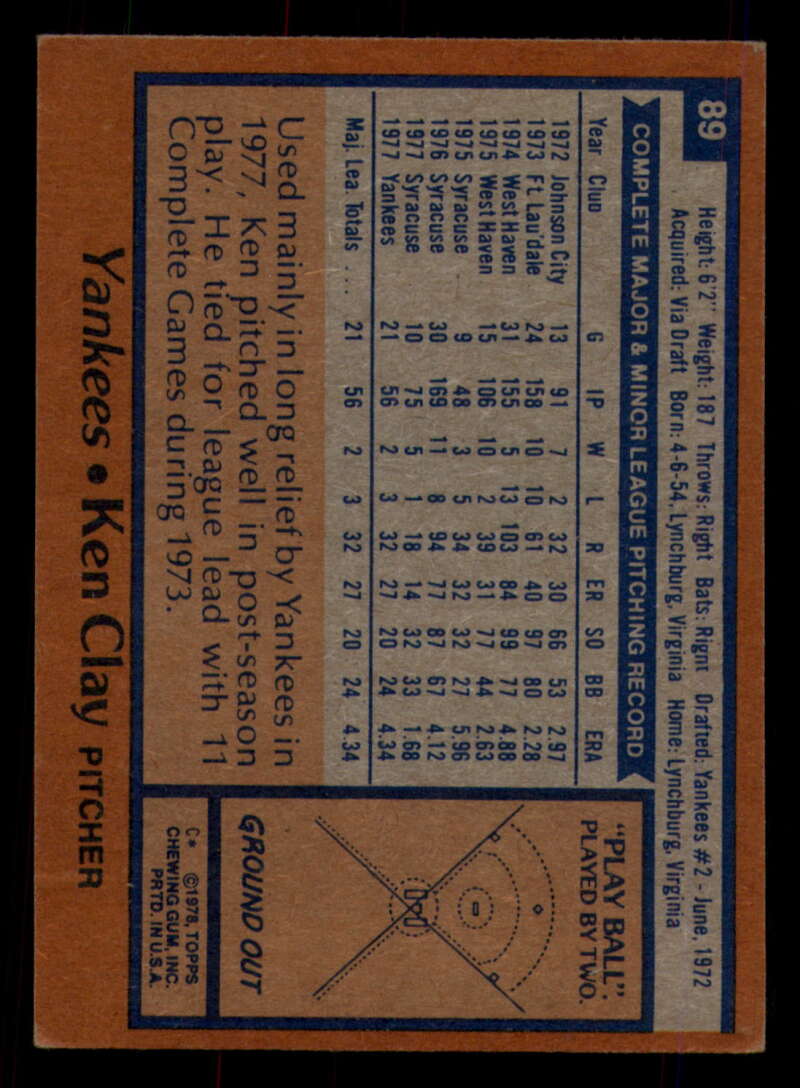 89
Height: 6'2" Weight: 187 Throws: Right Bats: Right Drafted: Yankees #2 - June, 1972
Acquired: Via Draft Born: 4-6-54, Lynchburg, Virginia Home: Lynchburg, Virginia
COMPLETE MAJOR & MINOR LEAGUE PITCHING RECORD
Year Club G IP W L R ER SO BB ERA
1972 Johnson City 13 91 7 2 32 30 66 53 2.97
1973 Ft. Lau'dale 24 158 10 10 61 40 97 80 2.28
1974 West Haven 31 155 5 13 103 84 99 77 4.88
1975 West Haven 15 106 10 2 39 31 77 44 2.63
1975 Syracuse 9 48 3 5 34 32 32 27 5.96
1976 Syracuse 30 169 11 8 94 77 87 67 4.12
1977 Syracuse 10 75 5 1 18 14 32 33 1.68
1977 Yankees 21 56 2 3 32 27 20 24 4.34
Maj. Lea. Totals .... 21 56 2 3 32 27 20 24 4.34
Used mainly in long relief by Yankees in
1977, Ken pitched well in post-season
play. He tied for league lead with 11
Complete Games during 1973.
"PLAY BALL":
PLAYED BY TWO.
GROUND OUT
C* ©1978, TOPPS
CHEWING GUM, INC.
PRTD. IN U.S.A.
Yankees • Ken Clay PITCHER